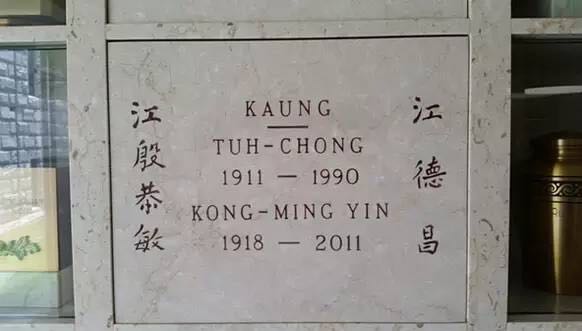 江德昌
KAUNG
TUH-CHONG
1911 — 1990
KONG-MING YIN
1918 — 2011
江殷恭敏